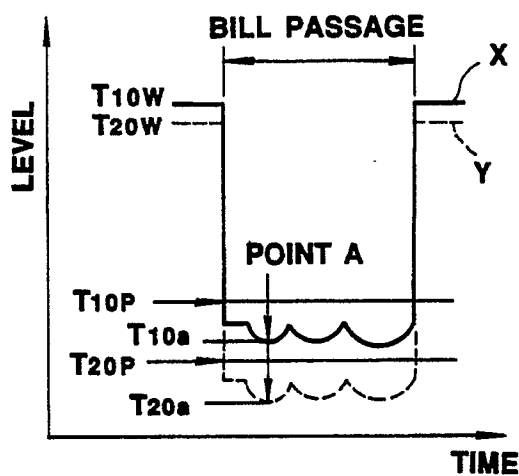 BILL PASSAGE
X
T10W
T20W
Y
LEVEL
POINT A
T10P
T10a
T20P
T20a
TIME